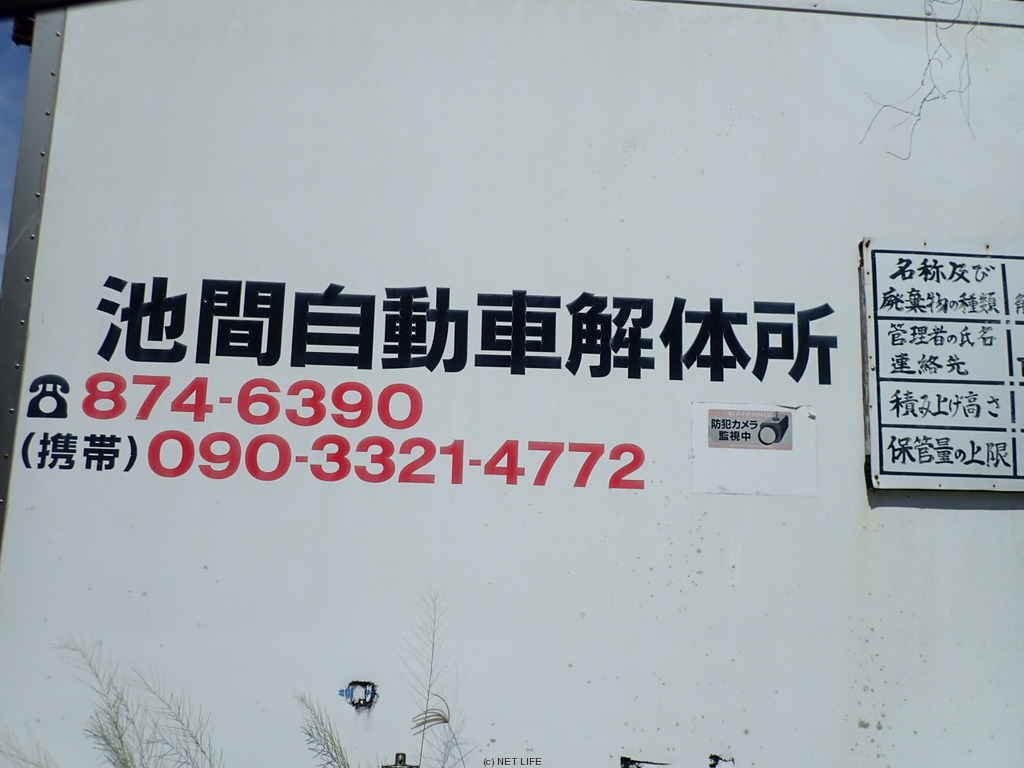 池間自動車解体所
☎874-6390
(携帯)090-3321-4772
WARNING
防犯カメラ
監視中
名称及び
廃棄物の種類
管理者の氏名
連絡先
積み上げ高さ
保管量の上限
(c) NET LIFE